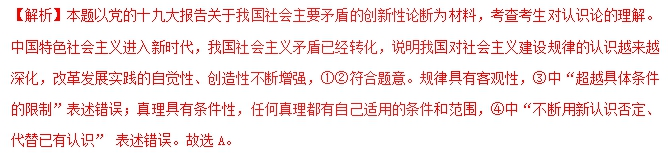 【解析】本题以党的十九大报告关于我国社会主要矛盾的创新性论断为材料，考查考生对认识论的理解。
中国特色社会主义进入新时代，我国社会主义矛盾已经转化，说明我国对社会主义建设规律的认识越来越
深化，改革发展实践的自觉性、创造性不断增强，①②符合题意。规律具有客观性，③中“超越具体条件
的限制”表述错误；真理具有条件性，任何真理都有自己适用的条件和范围，④中“不断用新认识否定、
代替已有认识” 表述错误。故选 A。